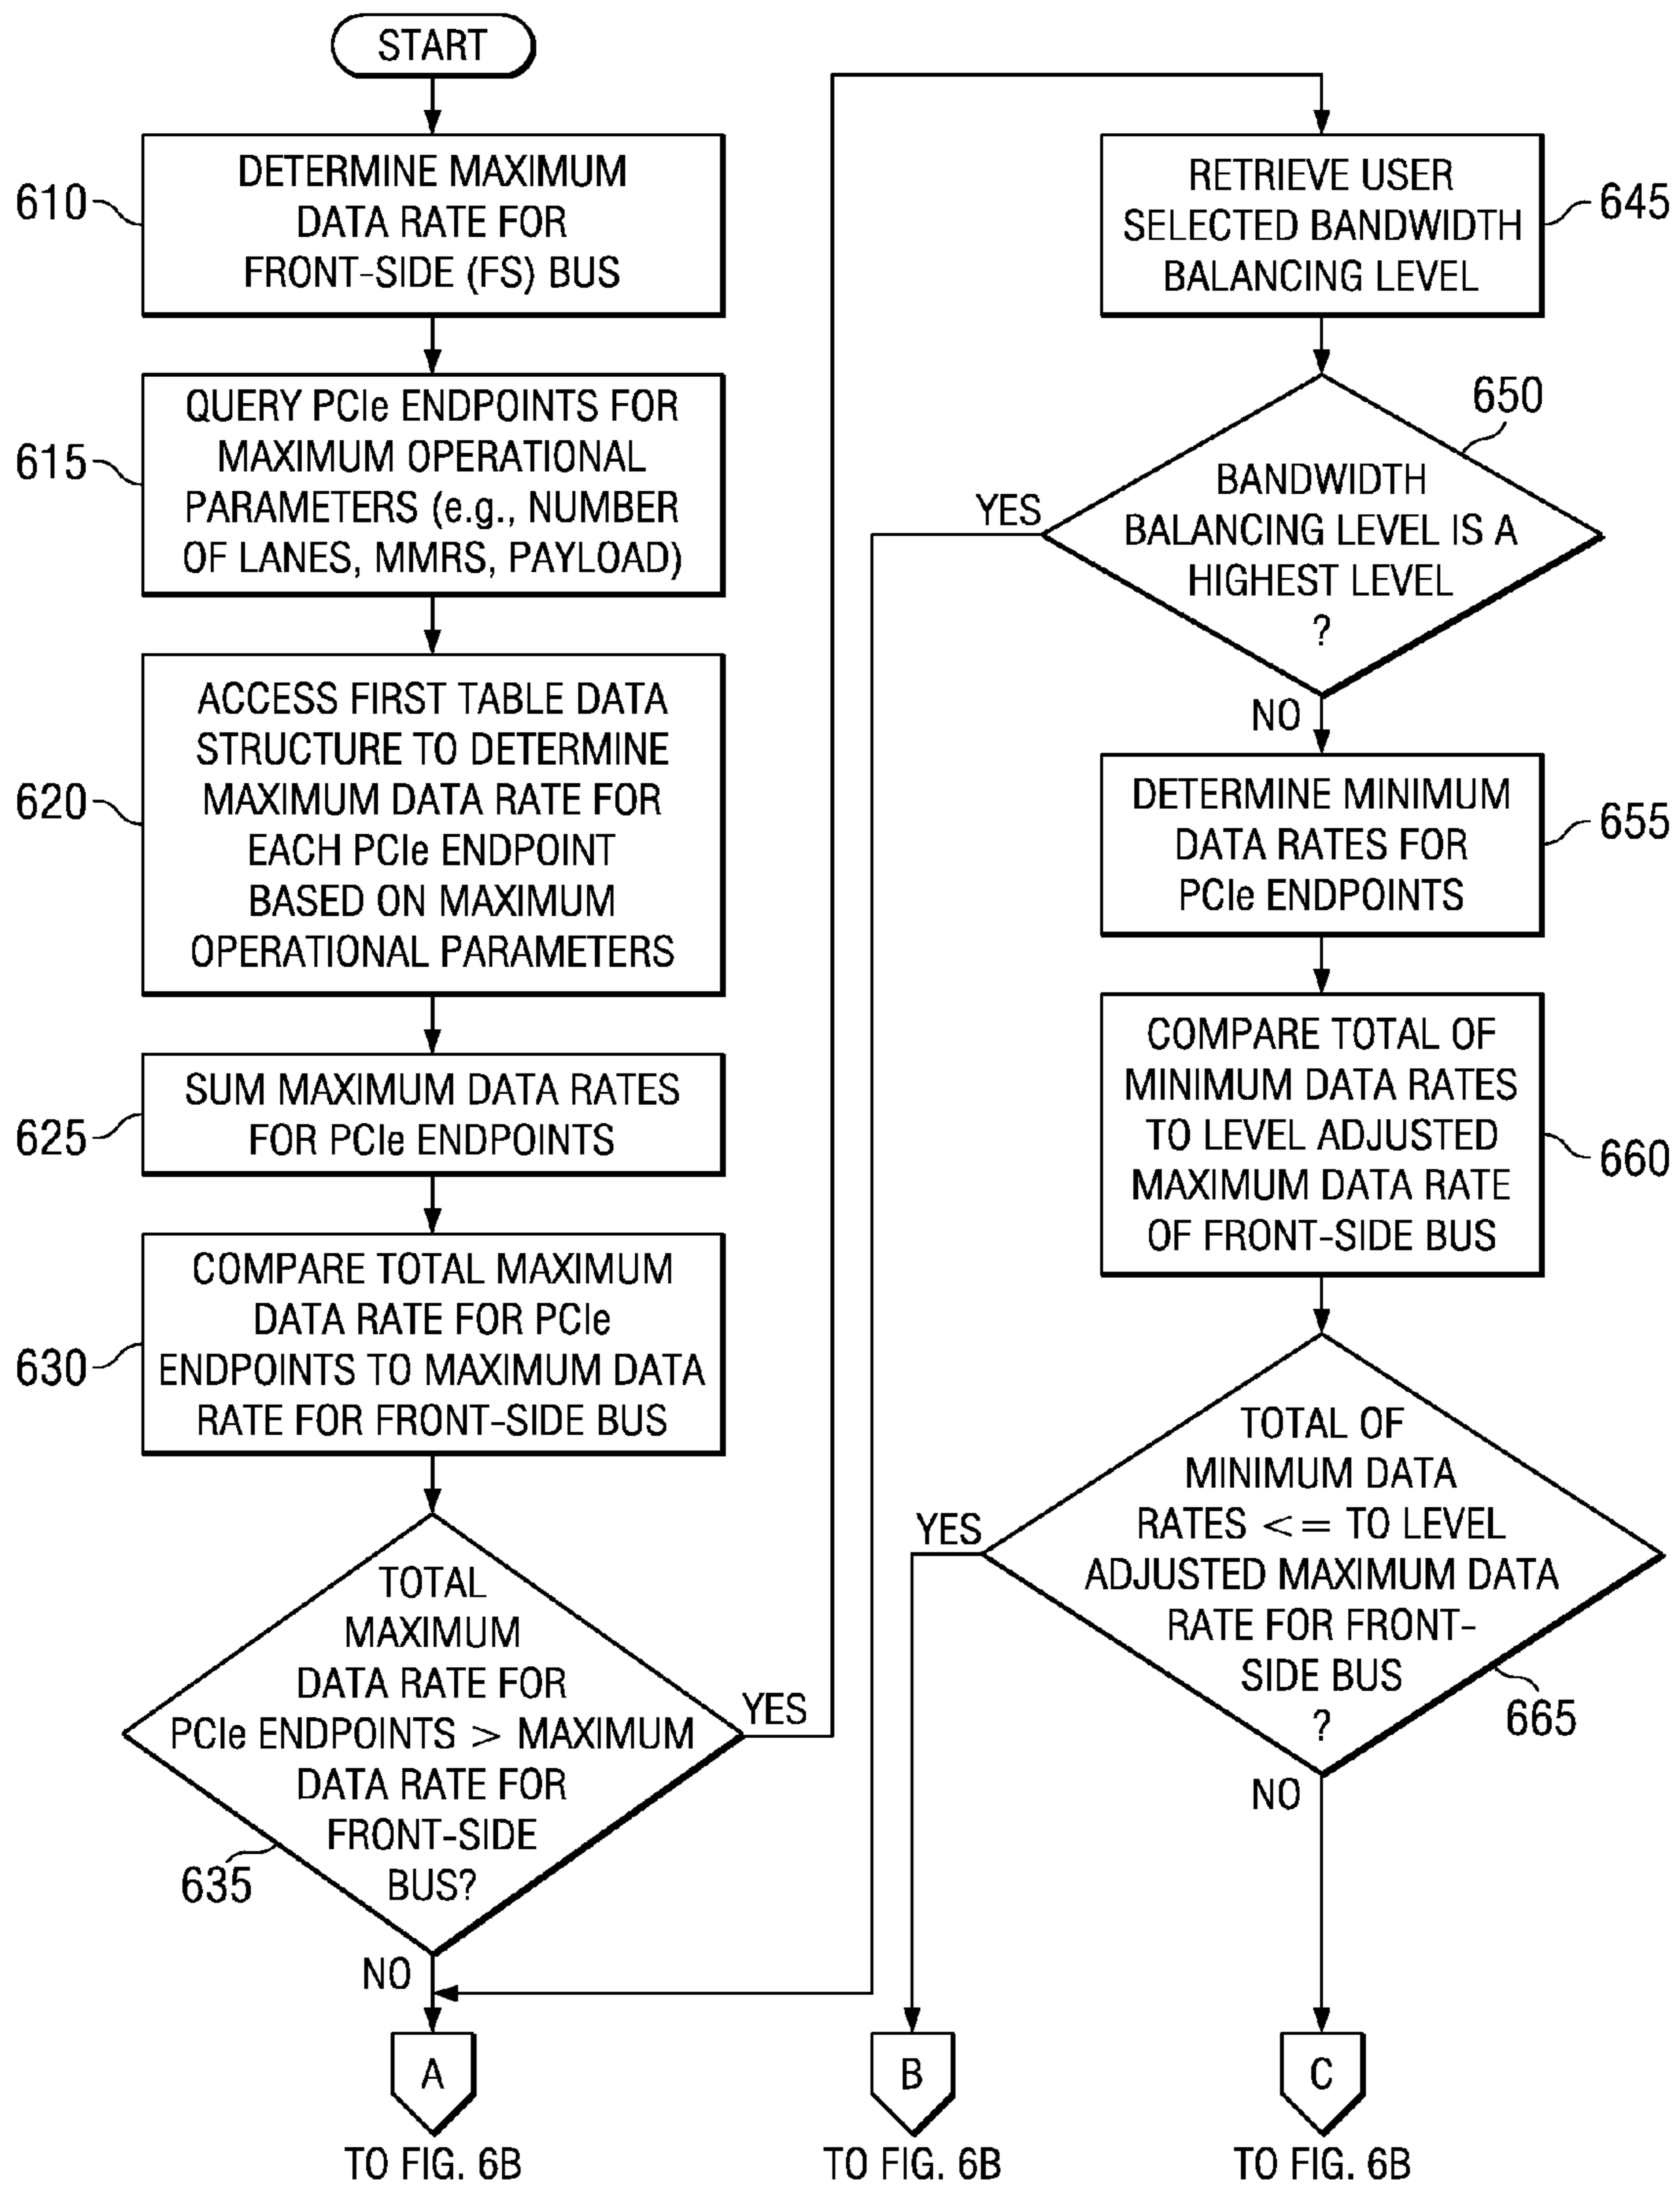 START
610
DETERMINE MAXIMUM
DATA RATE FOR
FRONT-SIDE (FS) BUS
615
QUERY PCIe ENDPOINTS FOR
MAXIMUM OPERATIONAL
PARAMETERS (e.g., NUMBER
OF LANES, MMRS, PAYLOAD)
620
ACCESS FIRST TABLE DATA
STRUCTURE TO DETERMINE
MAXIMUM DATA RATE FOR
EACH PCIe ENDPOINT
BASED ON MAXIMUM
OPERATIONAL PARAMETERS
625
SUM MAXIMUM DATA RATES
FOR PCIe ENDPOINTS
630
COMPARE TOTAL MAXIMUM
DATA RATE FOR PCIe
ENDPOINTS TO MAXIMUM DATA
RATE FOR FRONT-SIDE BUS
TOTAL
MAXIMUM
DATA RATE FOR
PCIe ENDPOINTS > MAXIMUM
DATA RATE FOR
FRONT-SIDE
BUS?
635
YES
NO
A
TO FIG. 6B
RETRIEVE USER
SELECTED BANDWIDTH
BALANCING LEVEL
645
650
BANDWIDTH
BALANCING LEVEL IS A
HIGHEST LEVEL
?
YES
NO
DETERMINE MINIMUM
DATA RATES FOR
PCIe ENDPOINTS
655
COMPARE TOTAL OF
MINIMUM DATA RATES
TO LEVEL ADJUSTED
MAXIMUM DATA RATE
OF FRONT-SIDE BUS
660
TOTAL OF
MINIMUM DATA
RATES <= TO LEVEL
ADJUSTED MAXIMUM DATA
RATE FOR FRONT-
SIDE BUS
?
665
YES
NO
B
TO FIG. 6B
C
TO FIG. 6B